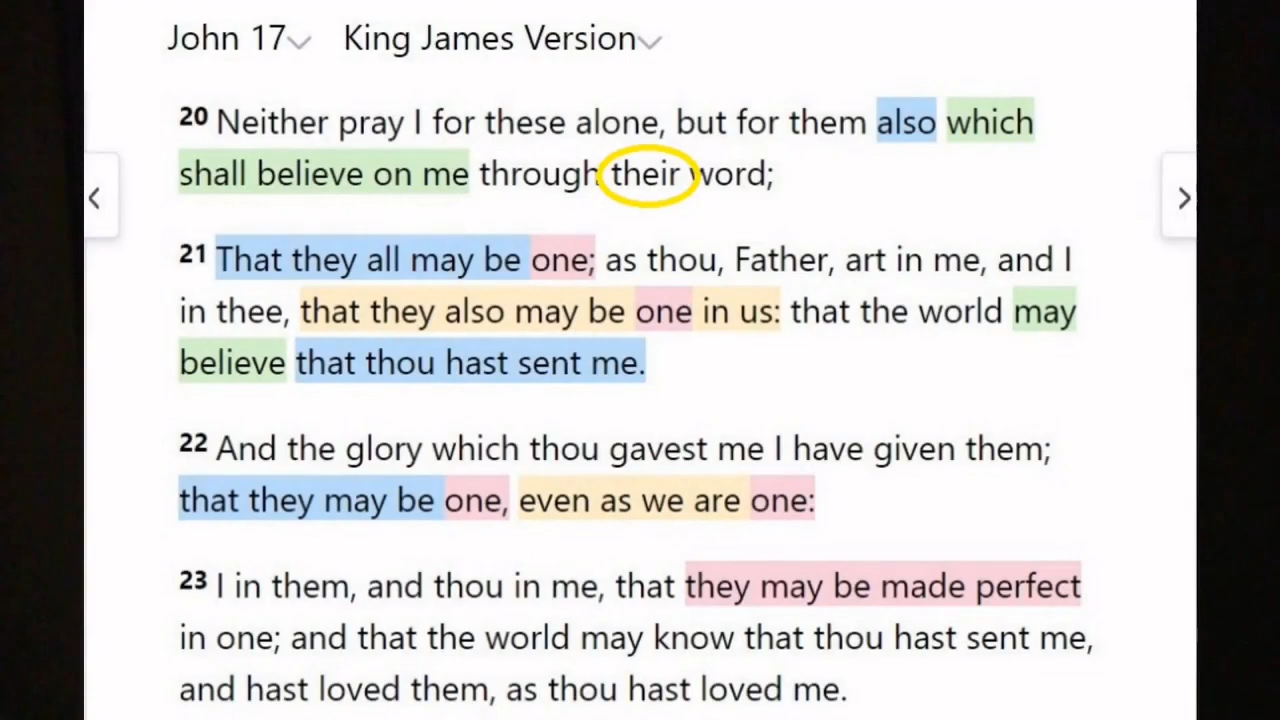 John 17 King James Version
20 Neither pray I for these alone, but for them also which
shall believe on me through their word;
21 That they all may be one; as thou, Father, art in me, and I
in thee, that they also may be one in us: that the world may
believe that thou hast sent me.
22 And the glory which thou gavest me I have given them;
that they may be one, even as we are one:
23 I in them, and thou in me, that they may be made perfect
in one; and that the world may know that thou hast sent me,
and hast loved them, as thou hast loved me.